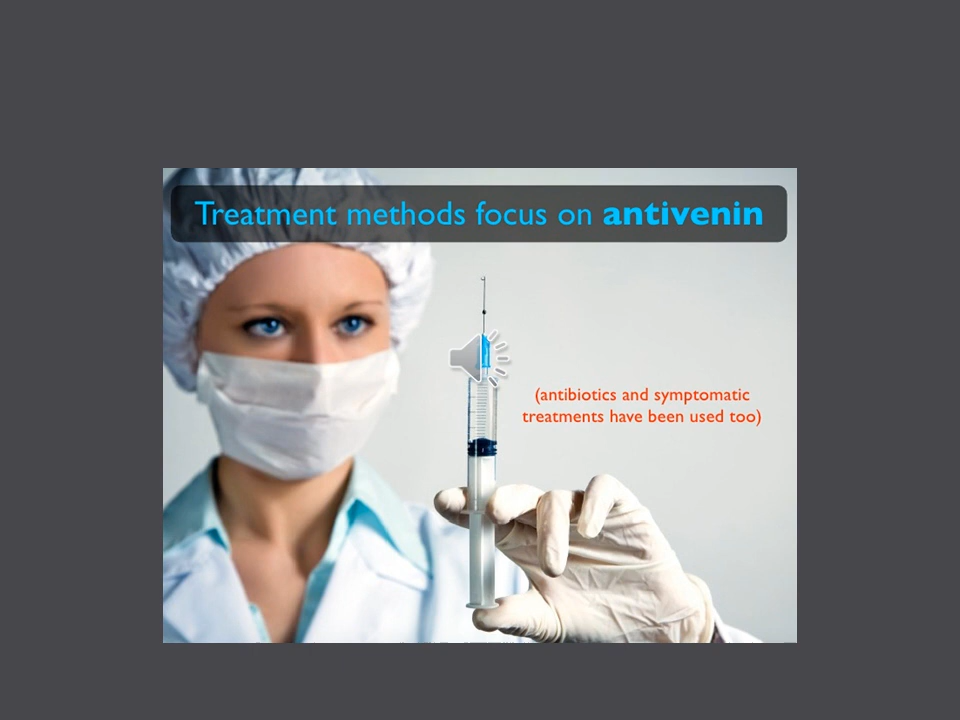 Treatment methods focus on antivenin
(antibiotics and symptomatic
treatments have been used too)